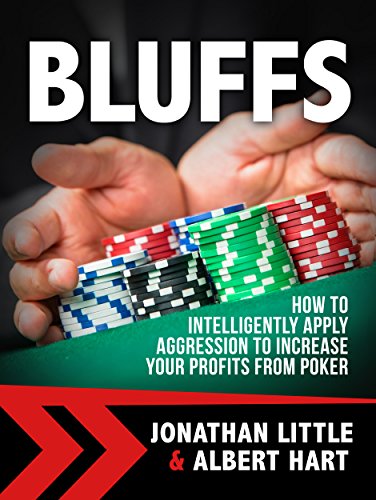 BLUFFS
HOW TO
INTELLIGENTLY APPLY
AGGRESSION TO INCREASE
YOUR PROFITS FROM POKER
JONATHAN LITTLE
& ALBERT HART